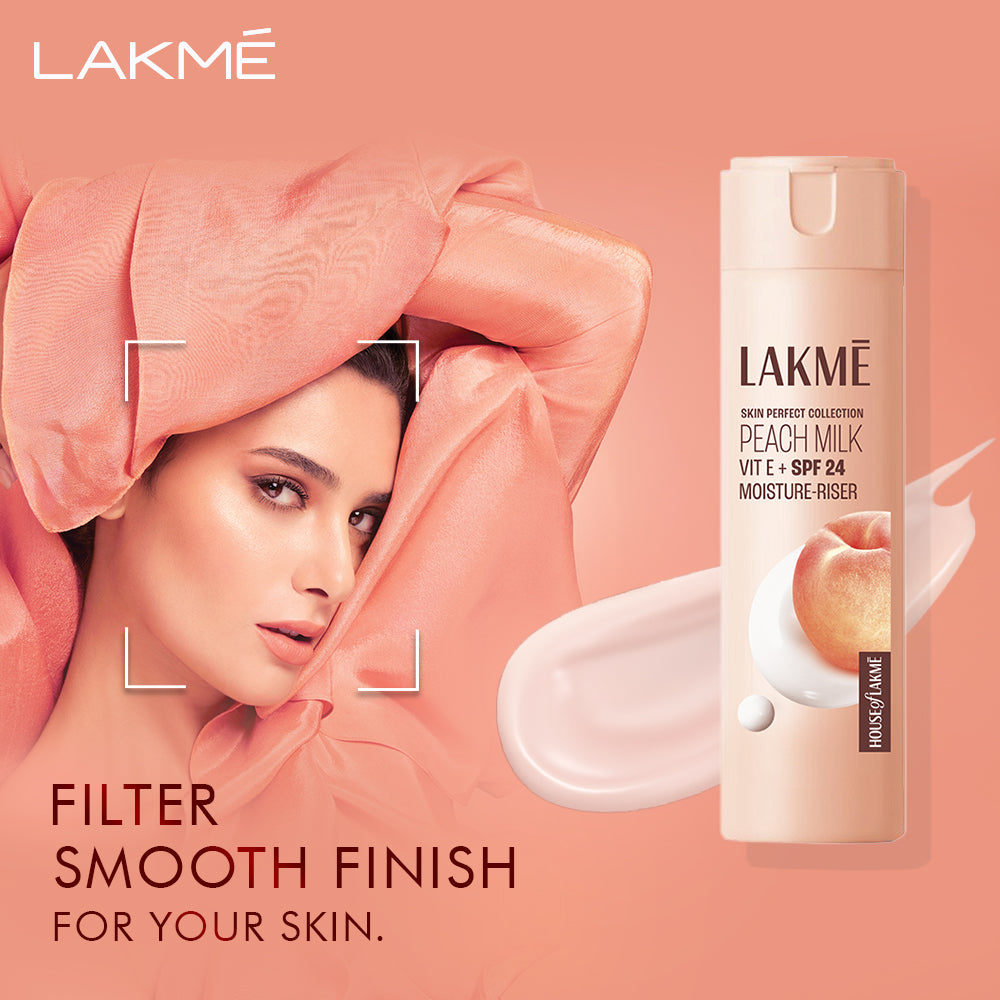 LAKMÉ
LAKMĒ
SKIN PERFECT COLLECTION
PEACH MILK
VIT E + SPF 24
MOISTURE-RISER
HOUSE of LAKMĒ
FILTER
SMOOTH FINISH
FOR YOUR SKIN.